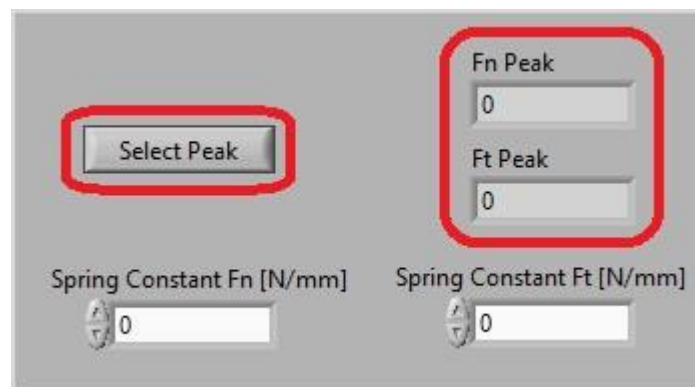 Fn Peak
0
Select Peak
Ft Peak
0
Spring Constant Fn [N/mm]
0
Spring Constant Ft [N/mm]
0